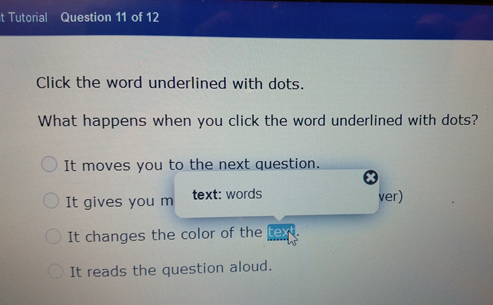 t Tutorial Question 11 of 12
Click the word underlined with dots.
What happens when you click the word underlined with dots?
It moves you to the next question.
It gives you m ver)
text: words
It changes the color of the text.
It reads the question aloud.